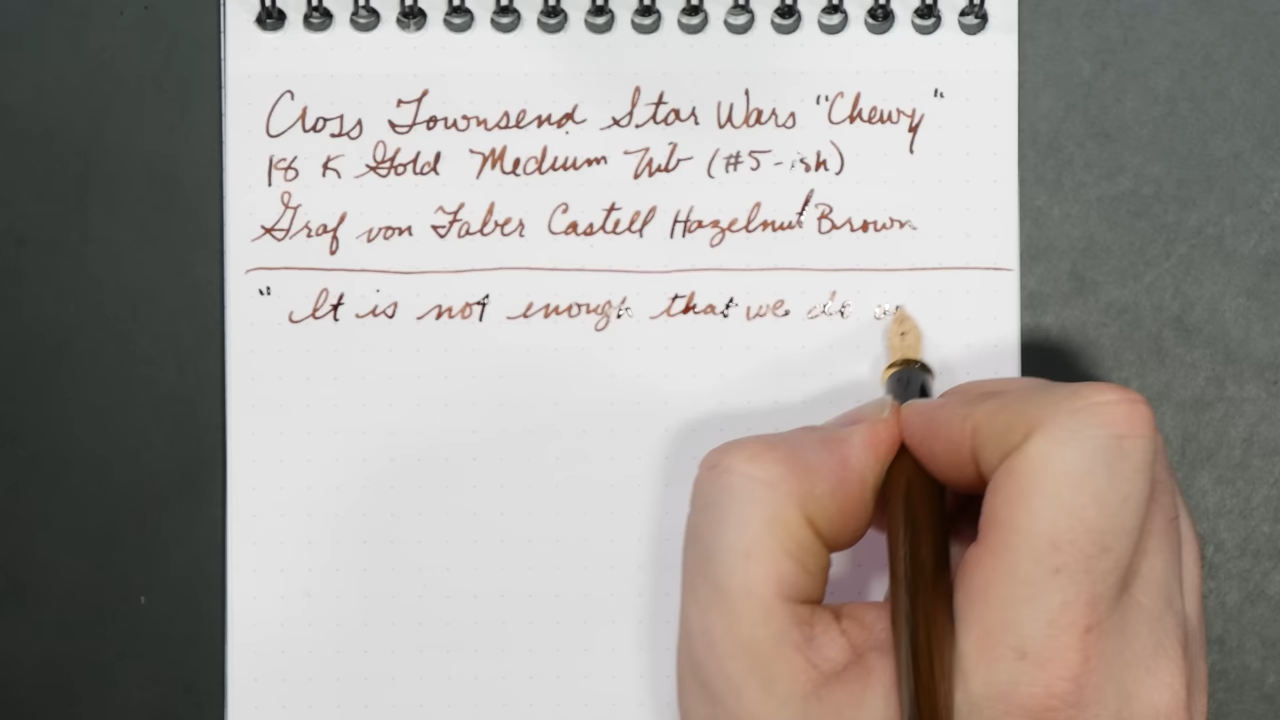 Cross Townsend Star Wars "Chewy"
18 K Gold Medium Nib (#5-ish)
Graf von Faber Castell Hazelnut Brown
" It is not enough that we do